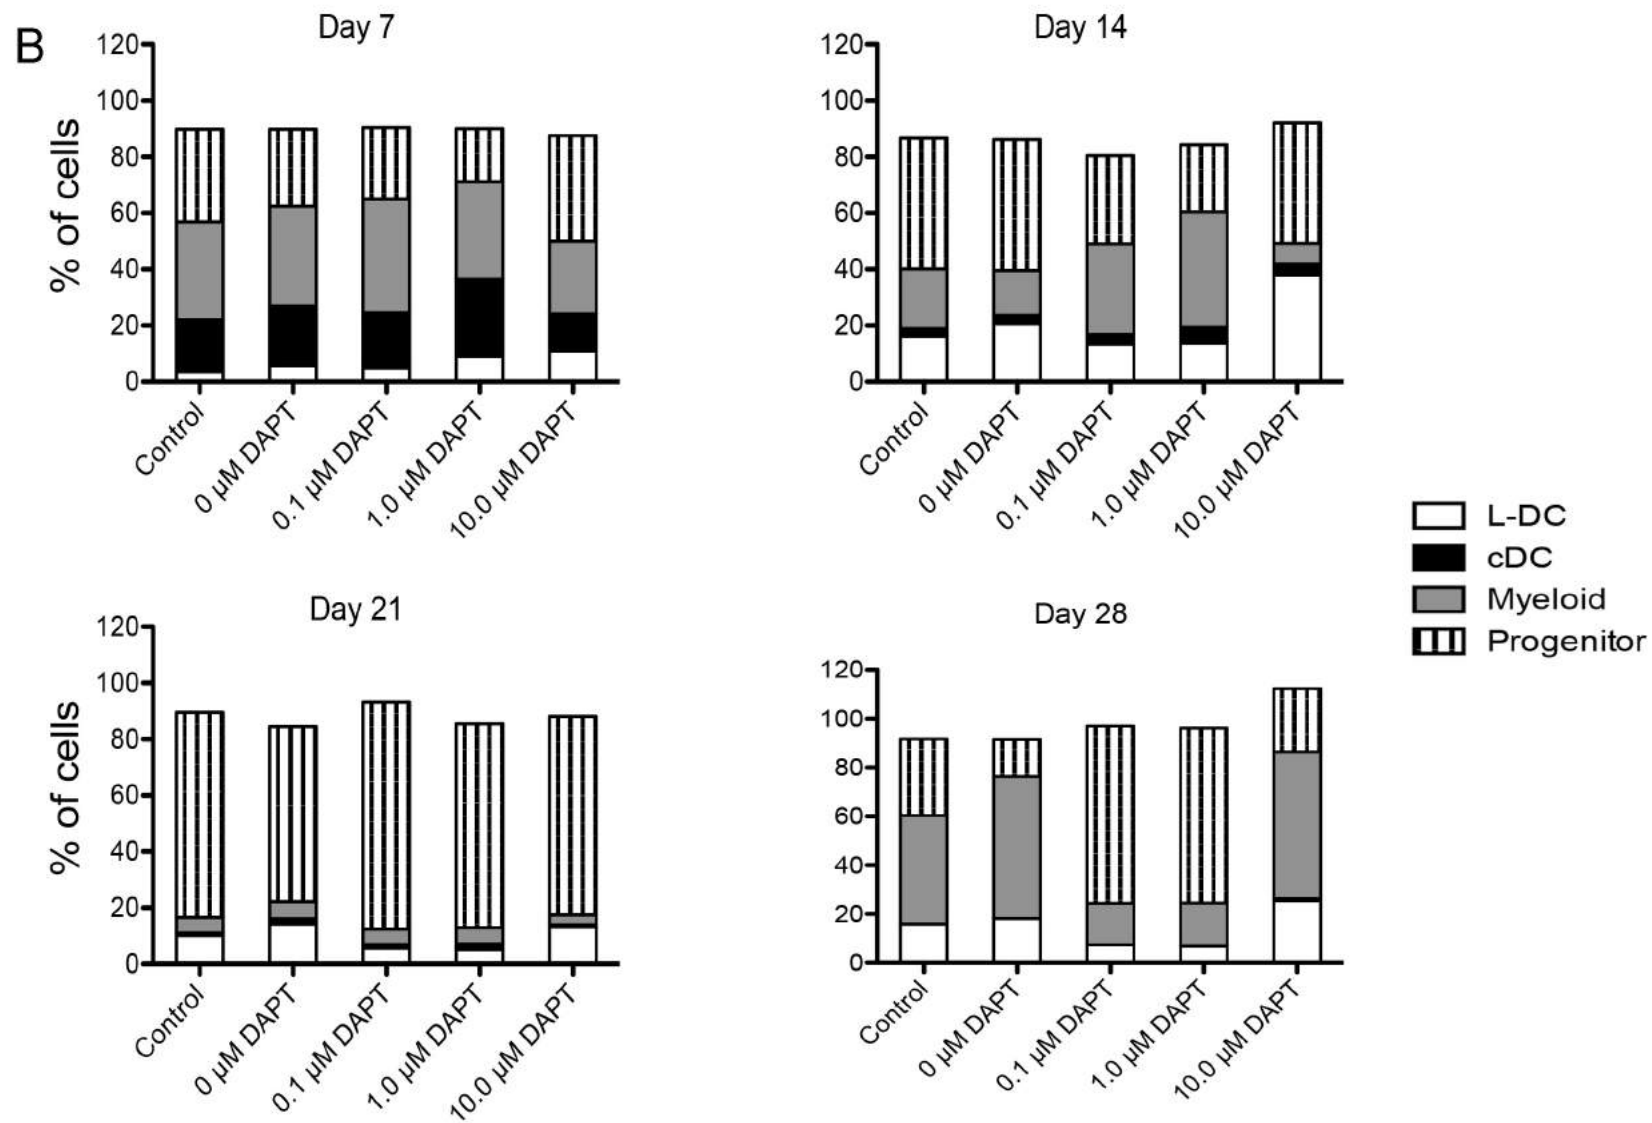 B
Day 7
% of cells
120
100
80
60
40
20
0
Control
0 µM DAPT
0.1 µM DAPT
1.0 µM DAPT
10.0 µM DAPT
Day 14
120
100
80
60
40
20
0
Control
0 µM DAPT
0.1 µM DAPT
1.0 µM DAPT
10.0 µM DAPT
L-DC
cDC
Myeloid
Progenitor
Day 21
% of cells
120
100
80
60
40
20
0
Control
0 µM DAPT
0.1 µM DAPT
1.0 µM DAPT
10.0 µM DAPT
Day 28
120
100
80
60
40
20
0
Control
0 µM DAPT
0.1 µM DAPT
1.0 µM DAPT
10.0 µM DAPT